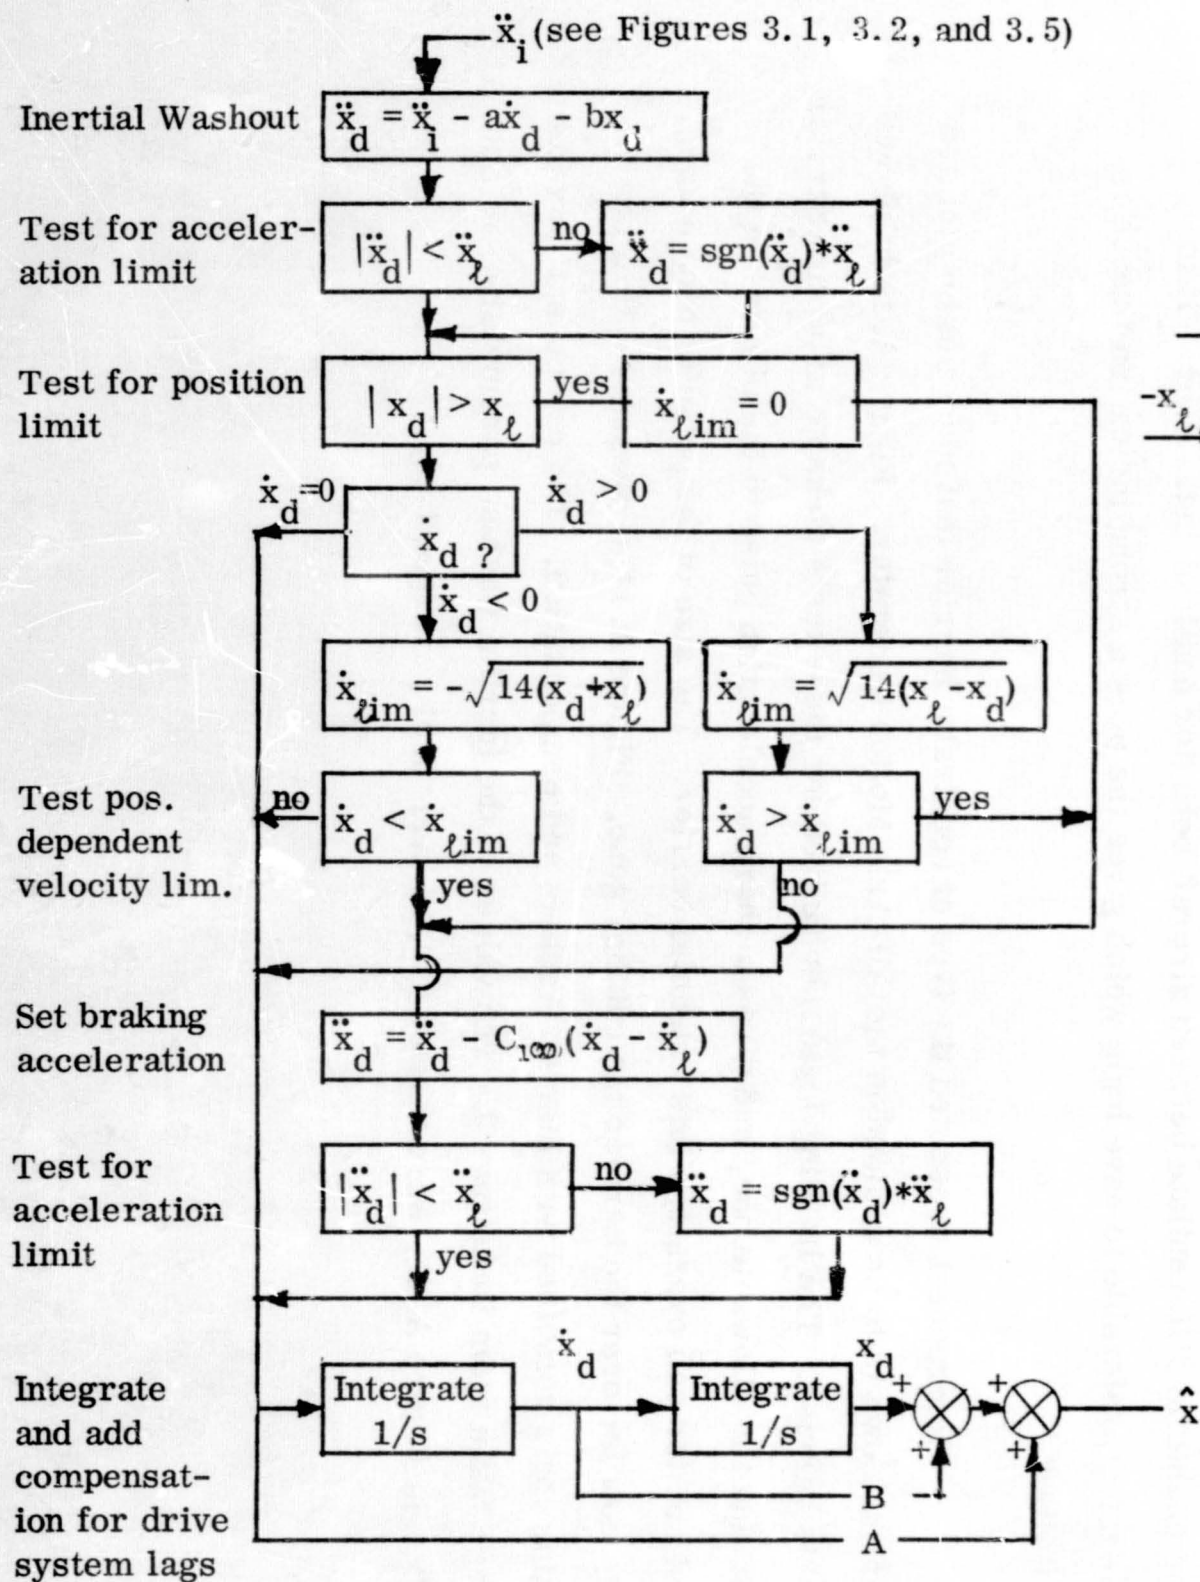 ẍ_i (see Figures 3.1, 3.2, and 3.5)
Inertial Washout
ẍ_d = ẍ_i - aẋ_d - bx_d
Test for acceler-
ation limit
|ẍ_d| < ẍ_ℓ
no
ẍ_d = sgn(ẍ_d)*ẍ_ℓ
Test for position
limit
|x_d| > x_ℓ
yes
ẋ_ℓim = 0
-x_ℓ
ẋ_d=0
ẋ_d > 0
ẋ_d ?
ẋ_d < 0
ẋ_ℓim = -√14(x_d+x_ℓ)
ẋ_ℓim = √14(x_ℓ-x_d)
Test pos.
dependent
velocity lim.
no
ẋ_d < ẋ_ℓim
ẋ_d > ẋ_ℓim
yes
yes
no
Set braking
acceleration
ẍ_d = ẍ_d - C (ẋ_d - ẋ_ℓ)
Test for
acceleration
limit
|ẍ_d| < ẍ_ℓ
no
ẍ_d = sgn(ẍ_d)*ẍ_ℓ
yes
ẋ_d
x_d
Integrate
and add
compensat-
ion for drive
system lags
Integrate
1/s
Integrate
1/s
+
+
+
+
x̂
B
A